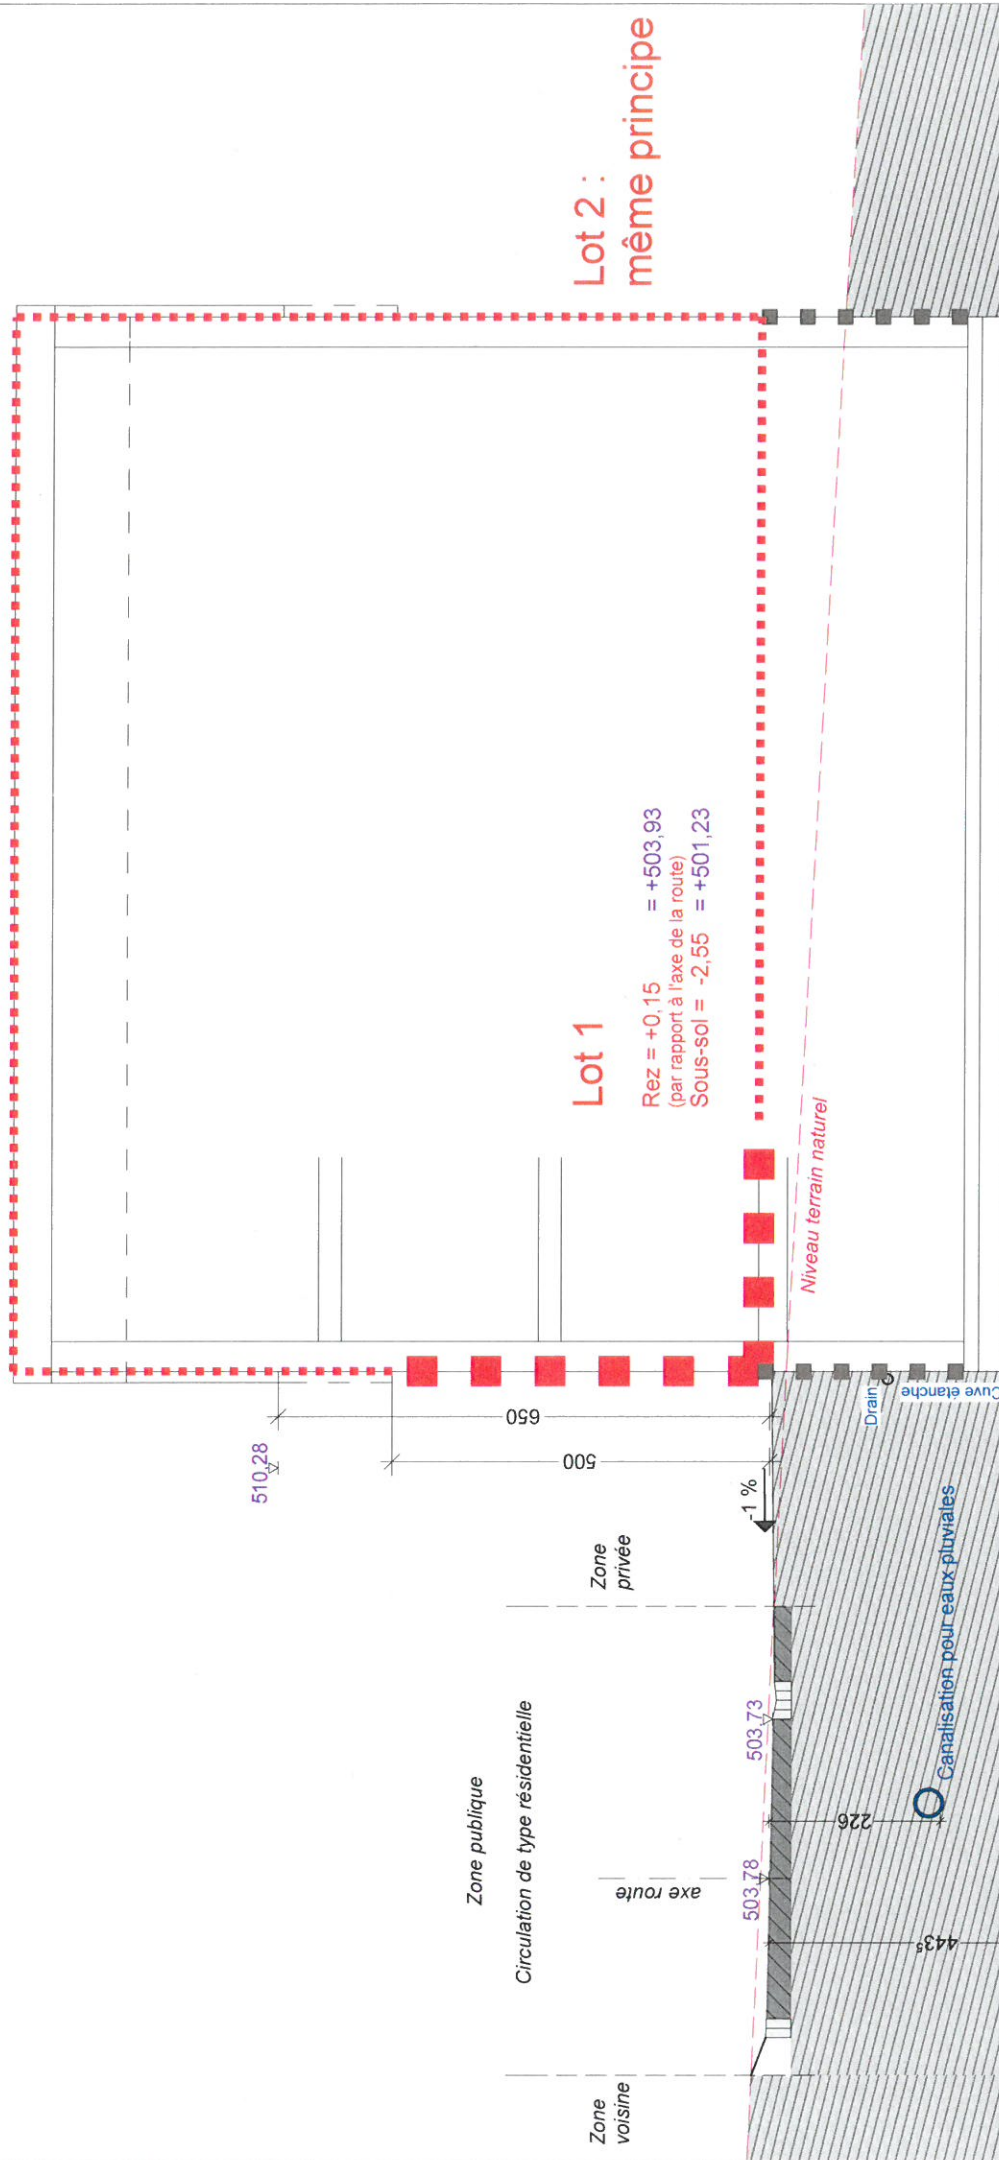 Lot 2 :
même principe
Lot 1
Rez = +0,15 = +503,93
(par rapport à l'axe de la route)
Sous-sol = -2,55 = +501,23
Niveau terrain naturel
510,28
650
500
-1 %
Drain
Cuve étanche
Zone
privée
Zone publique
Circulation de type résidentielle
503,73
axe route
503,78
226
Canalisation pour eaux pluviales
443⁵
Zone
voisine